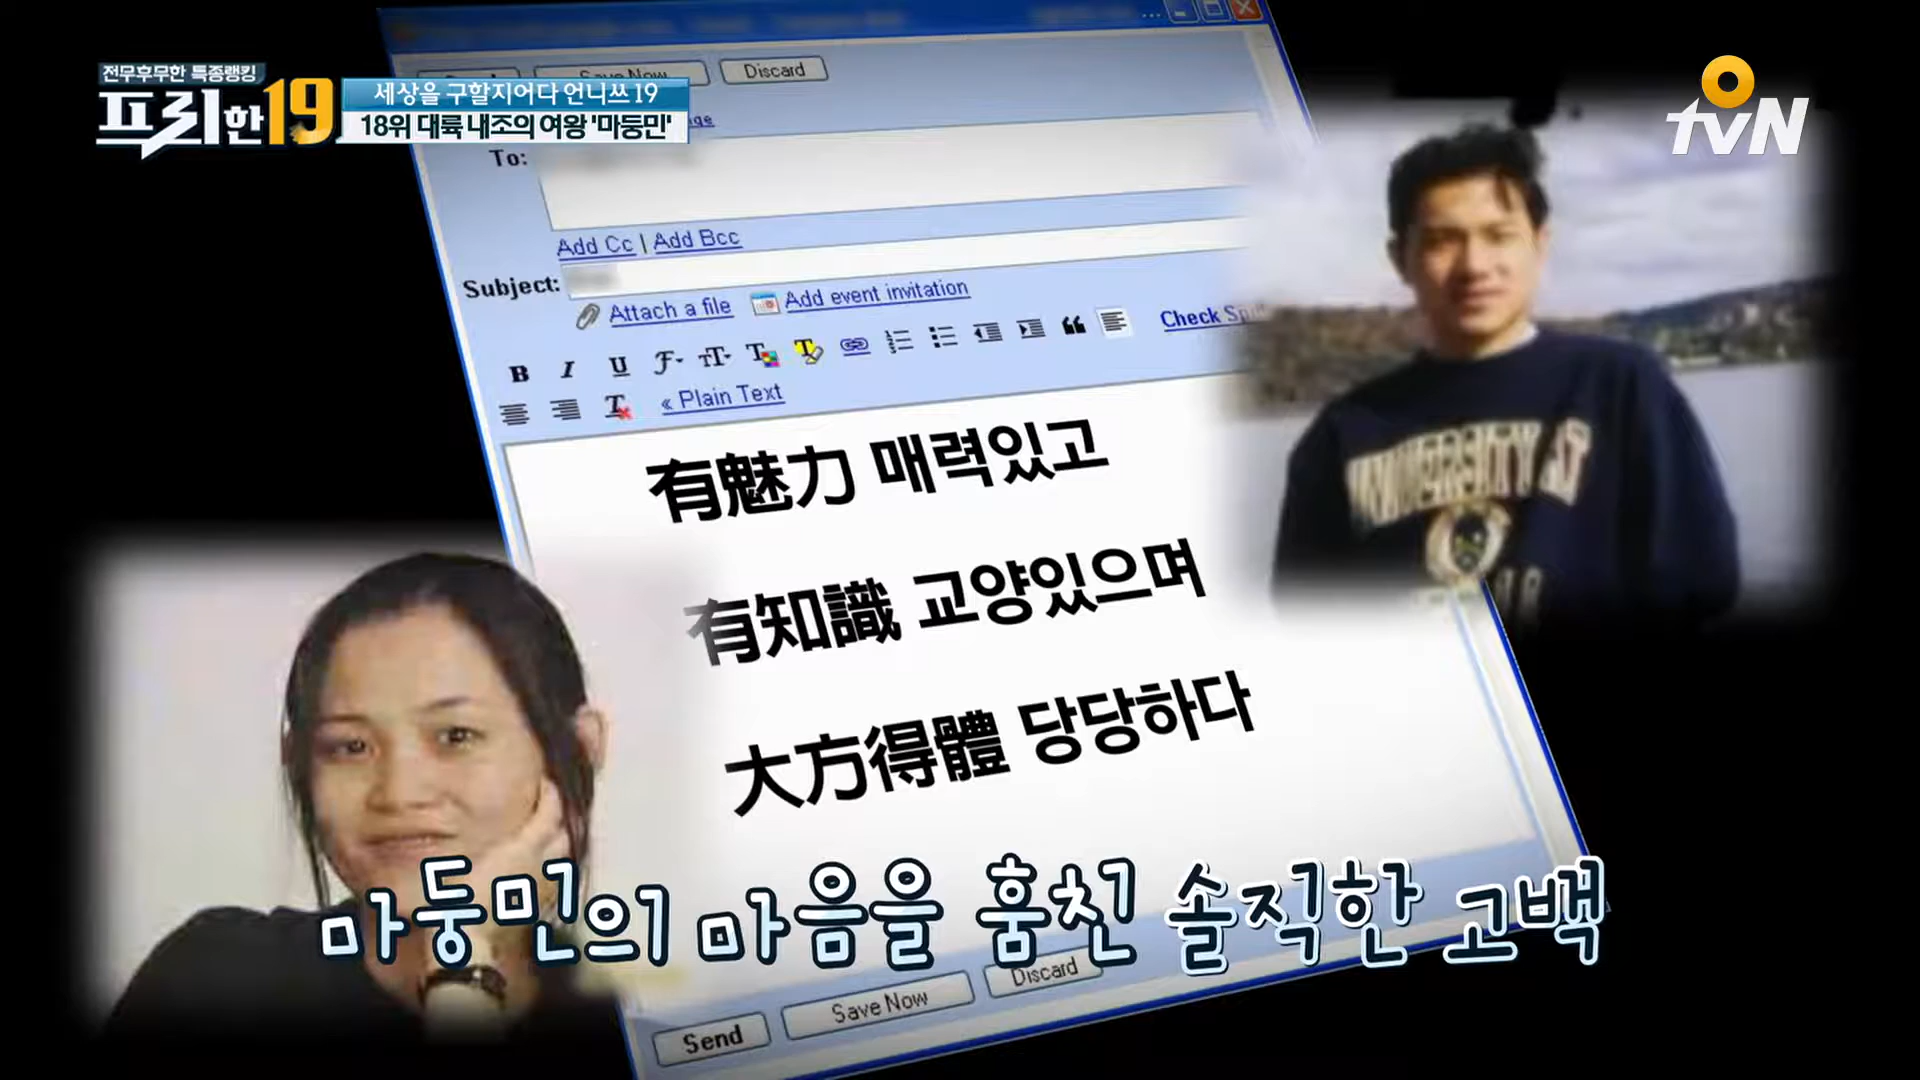 전무후무한 특종랭킹
프리한19
세상을 구할지어다 언니쓰 19
18위 대륙 내조의 여왕 '마둥민'
tvN
Save Now
Discard
To:
Add Cc | Add Bcc
Subject:
Attach a file
Add event invitation
B I U
Check
« Plain Text
有魅力 매력있고
有知識 교양있으며
大方得體 당당하다
UNIVERSITY OF
마둥민의 마음을 훔친 솔직한 고백
Send
Save Now
Discard